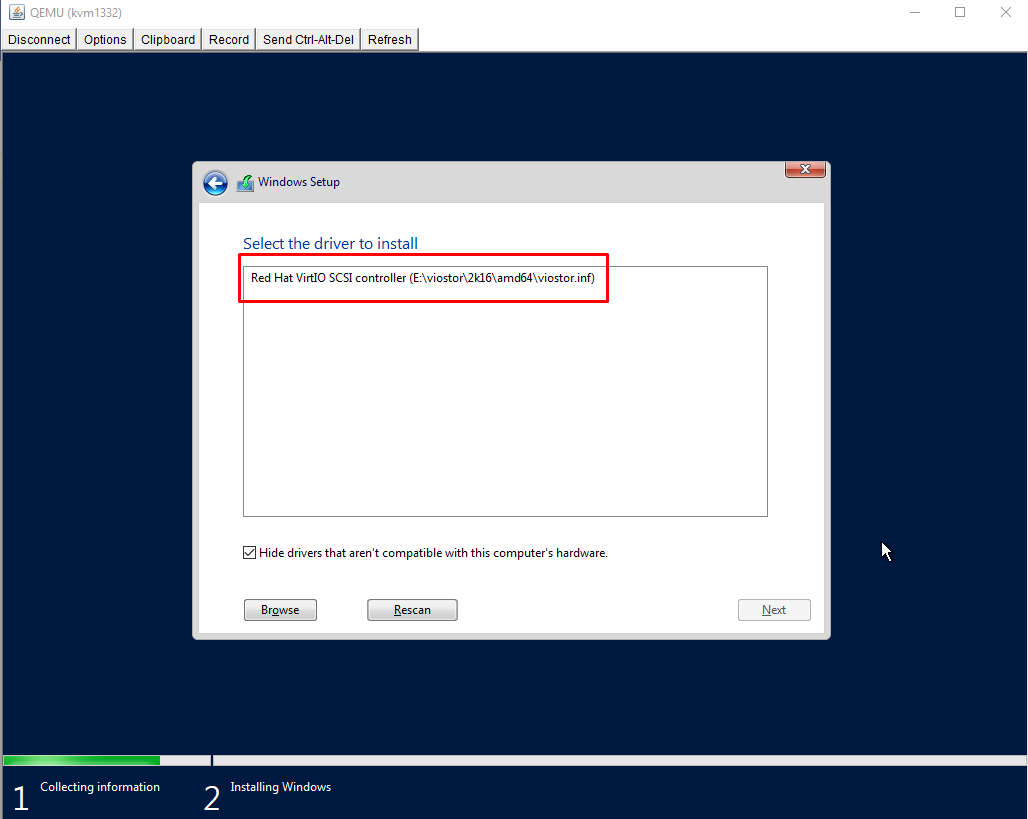 QEMU (kvm1332)
Disconnect Options Clipboard Record Send Ctrl-Alt-Del Refresh
Windows Setup
Select the driver to install
Red Hat VirtIO SCSI controller (E:\viostor\2k16\amd64\viostor.inf)
Hide drivers that aren't compatible with this computer's hardware.
Browse Rescan Next
1 Collecting information 2 Installing Windows